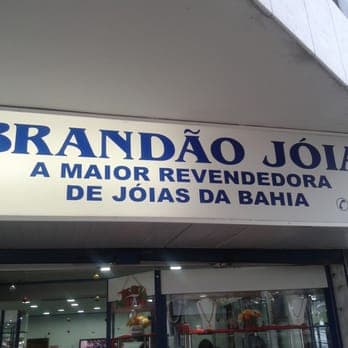 BRANDÃO JÓIA
A MAIOR REVENDEDORA
DE JÓIAS DA BAHIA